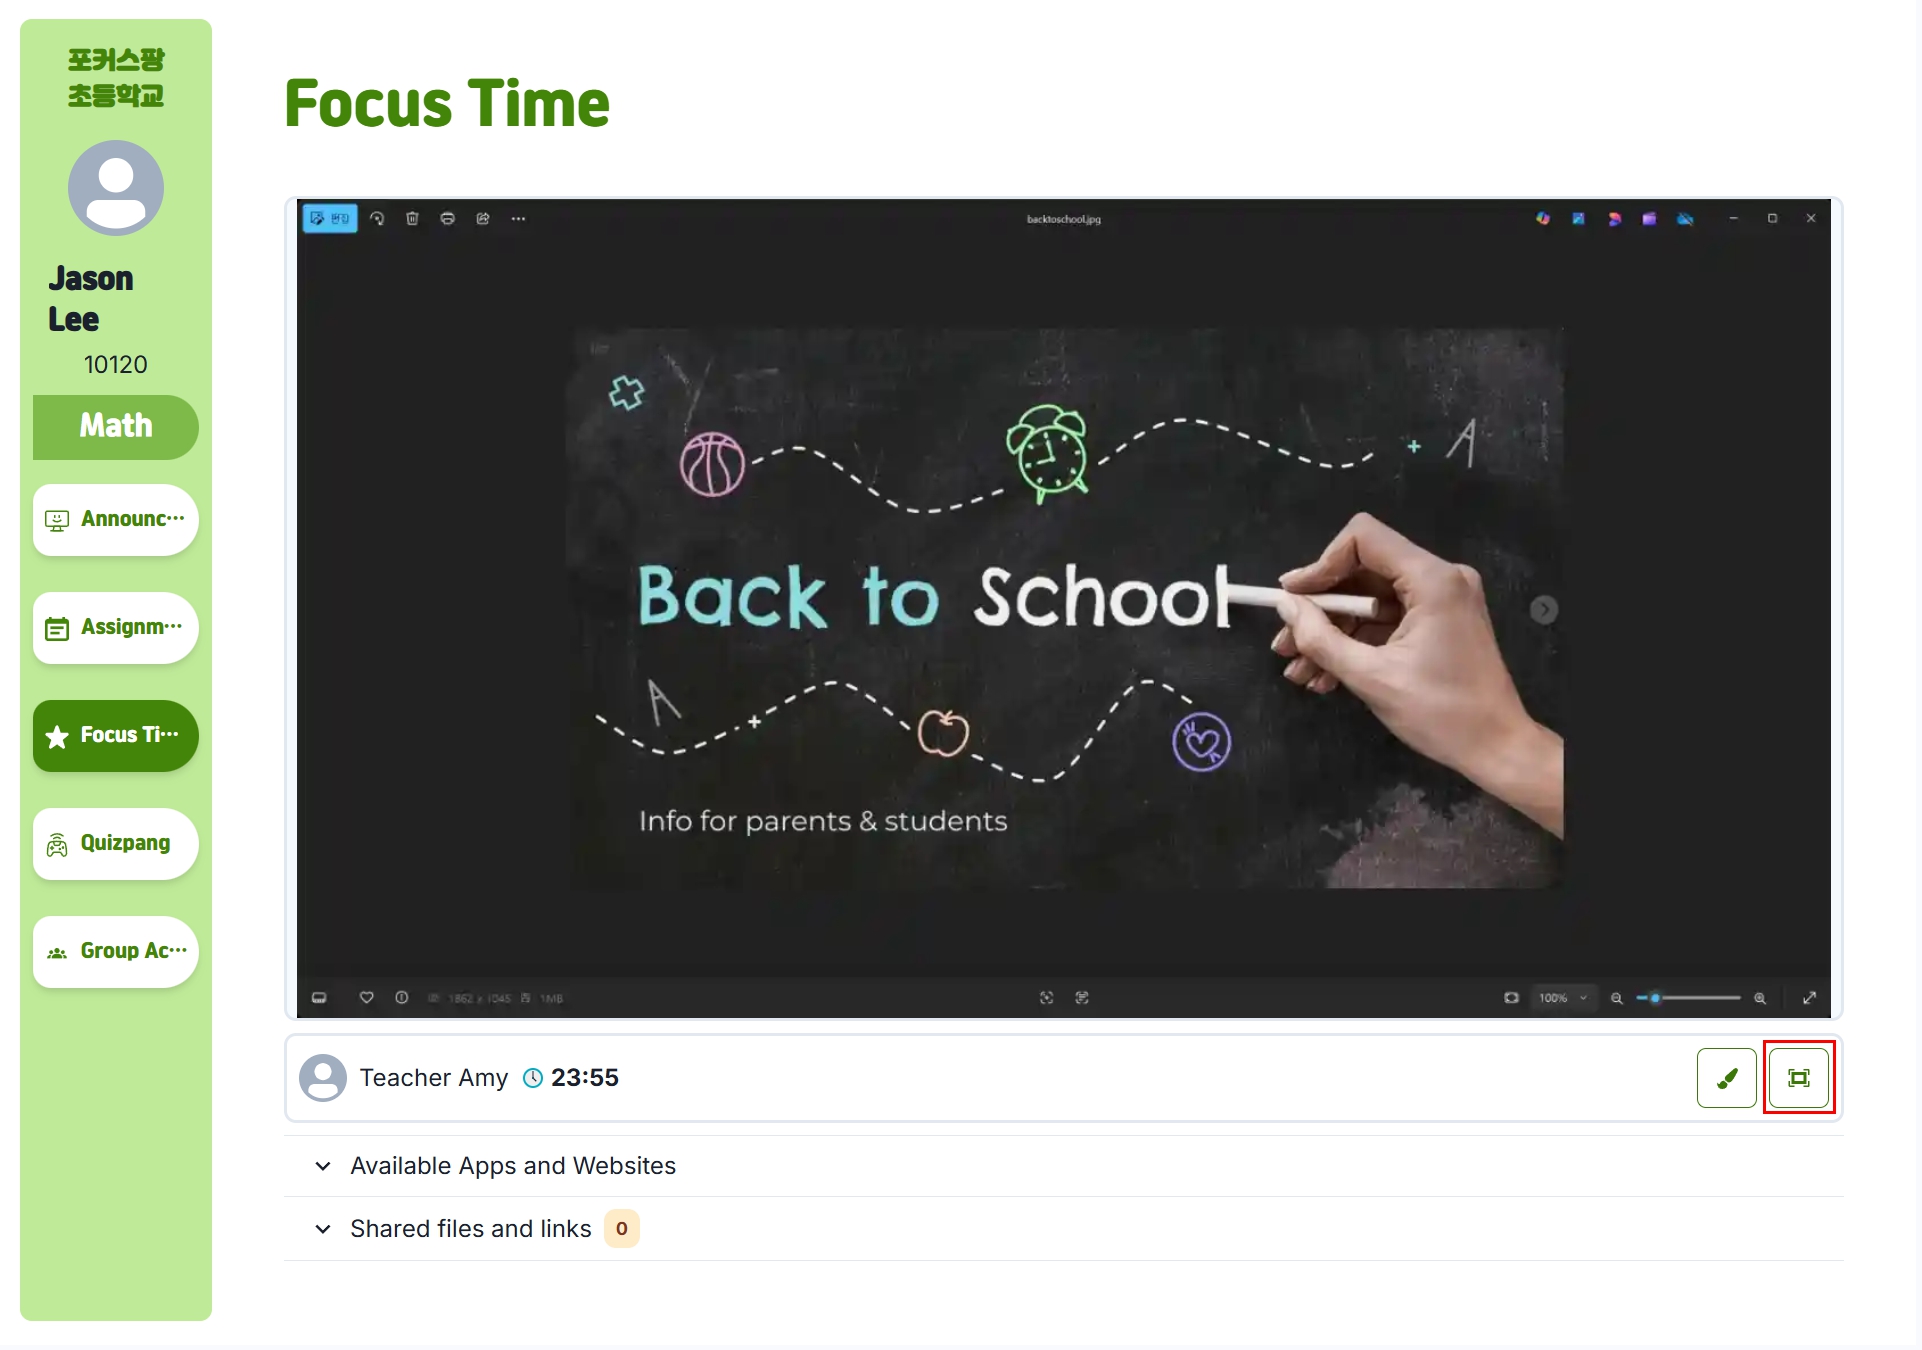 포커스팡
초등학교
Jason
Lee
10120
Math
Announc···
Assignm···
Focus Ti···
Quizpang
Group Ac···
Focus Time
편집
backtoschool.jpg
A
Back to School
A
Info for parents & students
1862 x 1045
1MB
100%
Teacher Amy
23:55
Available Apps and Websites
Shared files and links 0